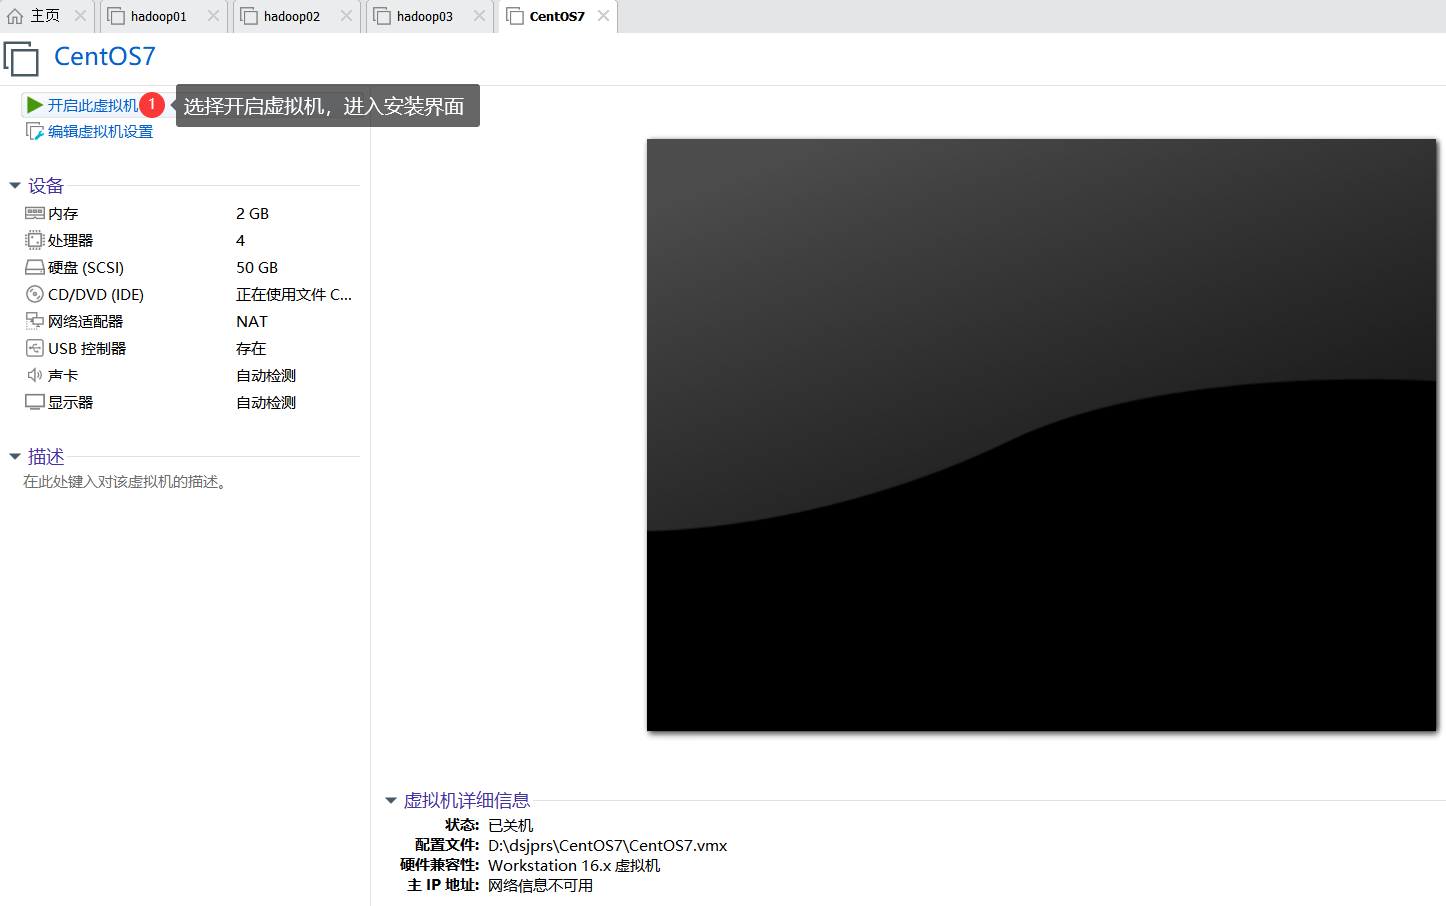 主页 hadoop01 hadoop02 hadoop03 CentOS7
CentOS7
开启此虚拟机 1 选择开启虚拟机，进入安装界面
编辑虚拟机设置
设备
内存 2 GB
处理器 4
硬盘 (SCSI) 50 GB
CD/DVD (IDE) 正在使用文件 C...
网络适配器 NAT
USB 控制器 存在
声卡 自动检测
显示器 自动检测
描述
在此处键入对该虚拟机的描述。
虚拟机详细信息
状态: 已关机
配置文件: D:\dsjprs\CentOS7\CentOS7.vmx
硬件兼容性: Workstation 16.x 虚拟机
主 IP 地址: 网络信息不可用